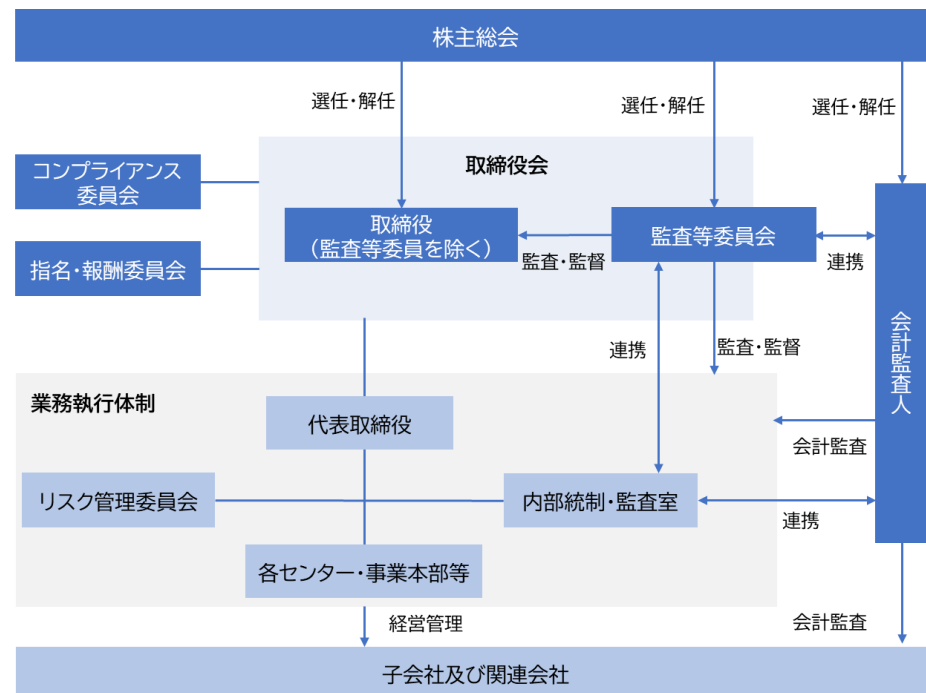 株主総会
選任・解任
選任・解任
選任・解任
取締役会
コンプライアンス
委員会
取締役
（監査等委員を除く）
監査等委員会
指名・報酬委員会
監査・監督
連携
会計監査人
連携
監査・監督
業務執行体制
代表取締役
会計監査
リスク管理委員会
内部統制・監査室
連携
各センター・事業本部等
経営管理
会計監査
子会社及び関連会社